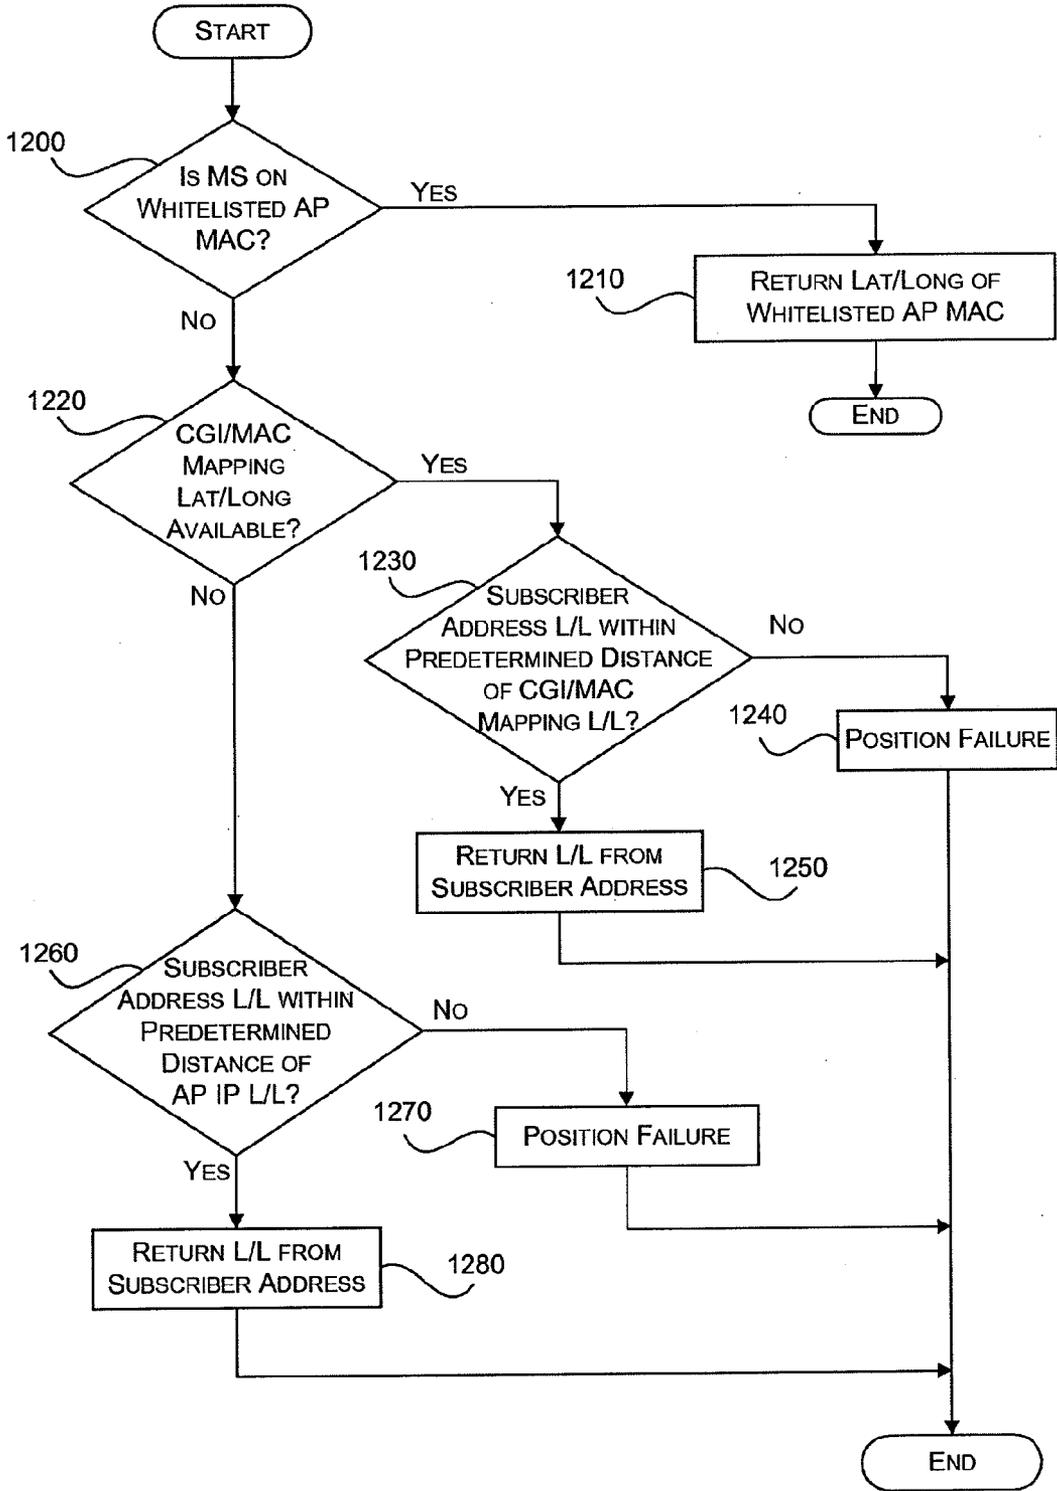 START
1200
IS MS ON
WHITELISTED AP
MAC?
YES
NO
1210
RETURN LAT/LONG OF
WHITELISTED AP MAC
END
1220
CGI/MAC
MAPPING
LAT/LONG
AVAILABLE?
YES
NO
1230
SUBSCRIBER
ADDRESS L/L WITHIN
PREDETERMINED DISTANCE
OF CGI/MAC
MAPPING L/L?
NO
YES
1240
POSITION FAILURE
RETURN L/L FROM
SUBSCRIBER ADDRESS
1250
1260
SUBSCRIBER
ADDRESS L/L WITHIN
PREDETERMINED
DISTANCE OF
AP IP L/L?
NO
YES
1270
POSITION FAILURE
RETURN L/L FROM
SUBSCRIBER ADDRESS
1280
END